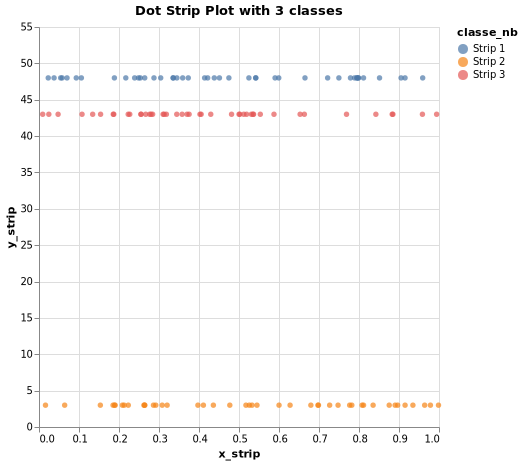 Dot Strip Plot with 3 classes
classe_nb
Strip 1
Strip 2
Strip 3
y_strip
55
50
45
40
35
30
25
20
15
10
5
0
0.0 0.1 0.2 0.3 0.4 0.5 0.6 0.7 0.8 0.9 1.0
x_strip